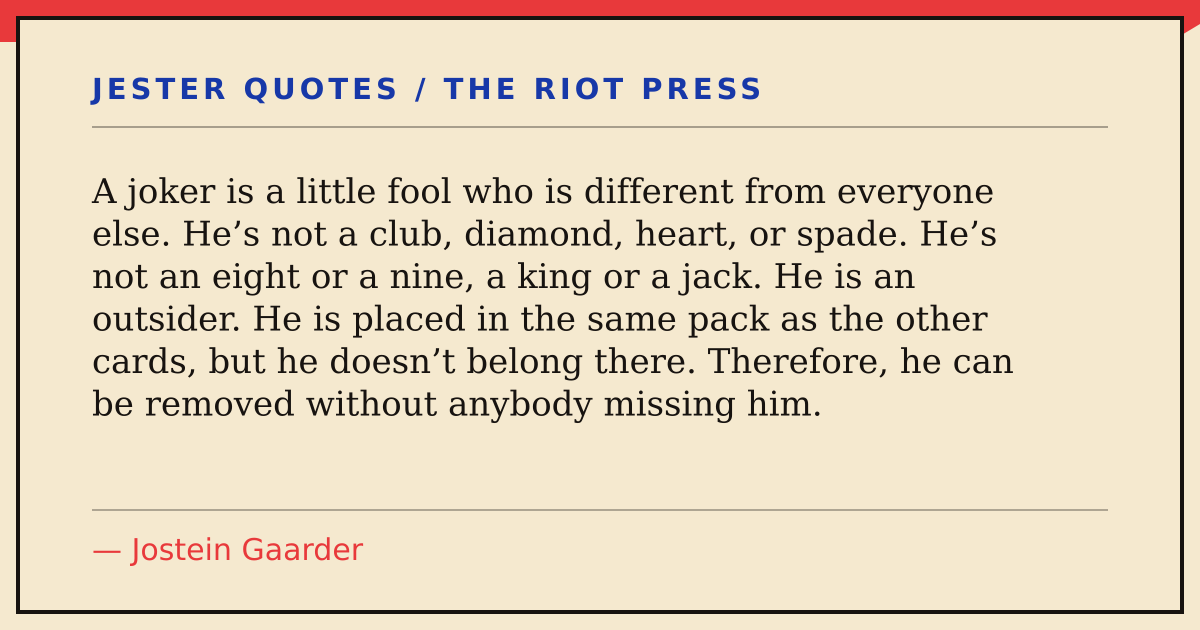 JESTER QUOTES / THE RIOT PRESS
A joker is a little fool who is different from everyone
else. He’s not a club, diamond, heart, or spade. He’s
not an eight or a nine, a king or a jack. He is an
outsider. He is placed in the same pack as the other
cards, but he doesn’t belong there. Therefore, he can
be removed without anybody missing him.
— Jostein Gaarder